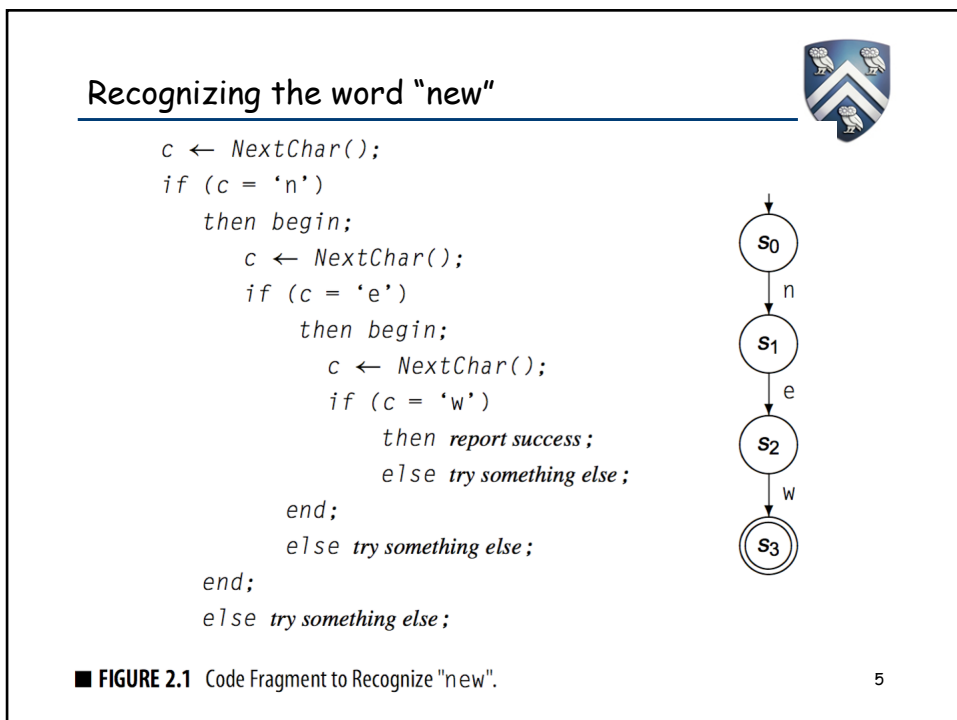 Recognizing the word “new”
c ← NextChar();
if (c = ‘n’)
then begin;
c ← NextChar();
if (c = ‘e’)
then begin;
c ← NextChar();
if (c = ‘w’)
then report success;
else try something else;
end;
else try something else;
end;
else try something else;
s0
n
s1
e
s2
w
s3
■ FIGURE 2.1 Code Fragment to Recognize "new".
5